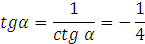 tgα = 1/(ctg α) = −1/4